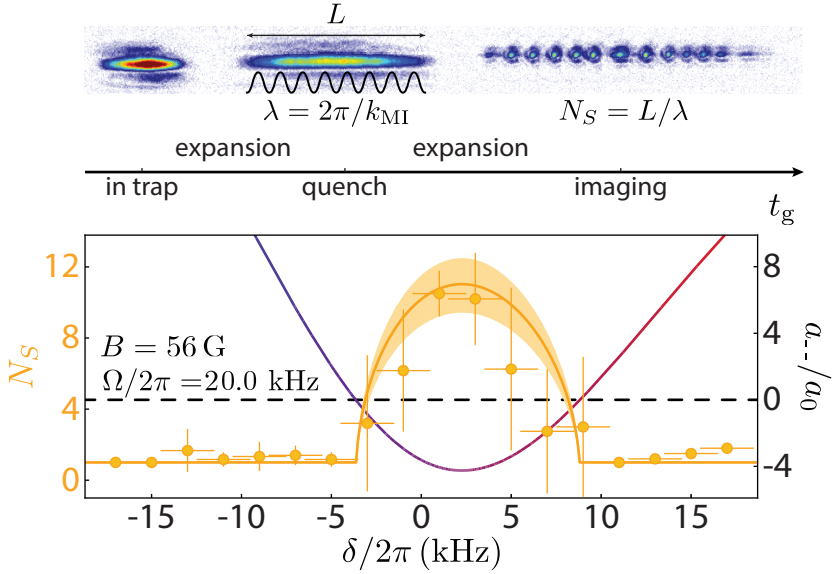 L
λ = 2π/k_MI
N_S = L/λ
expansion expansion
in trap quench imaging
t_g
12
8
4
0
N_S
B = 56 G
Ω/2π =20.0 kHz
8
4
0
-4
a_--/a_0
-15 -10 -5 0 5 10 15
δ/2π (kHz)